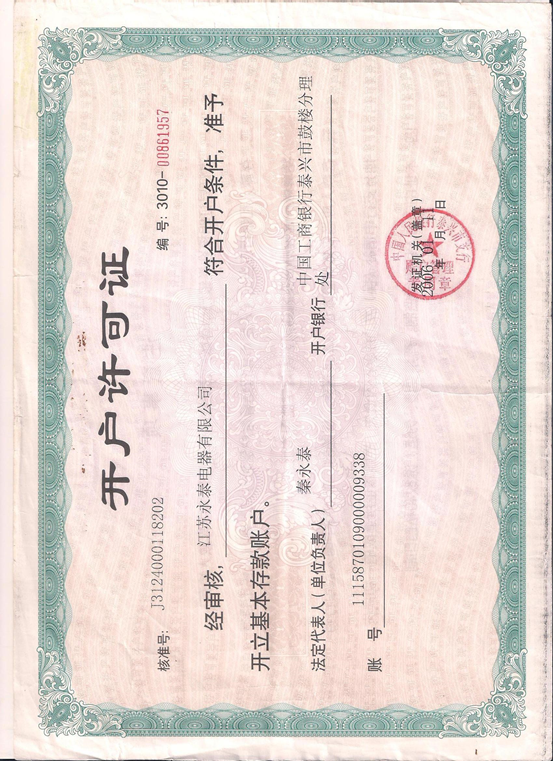 开户许可证
核准号: J3124000118202
编号: 3010-00861957
经审核, 江苏永泰电器有限公司 符合开户条件, 准予
开立基本存款账户。
法定代表人(单位负责人) 秦永泰 开户银行 中国工商银行泰兴市鼓楼分理
处
账 号 1115870109000009338
发证机关(盖章)
2006年01月11日